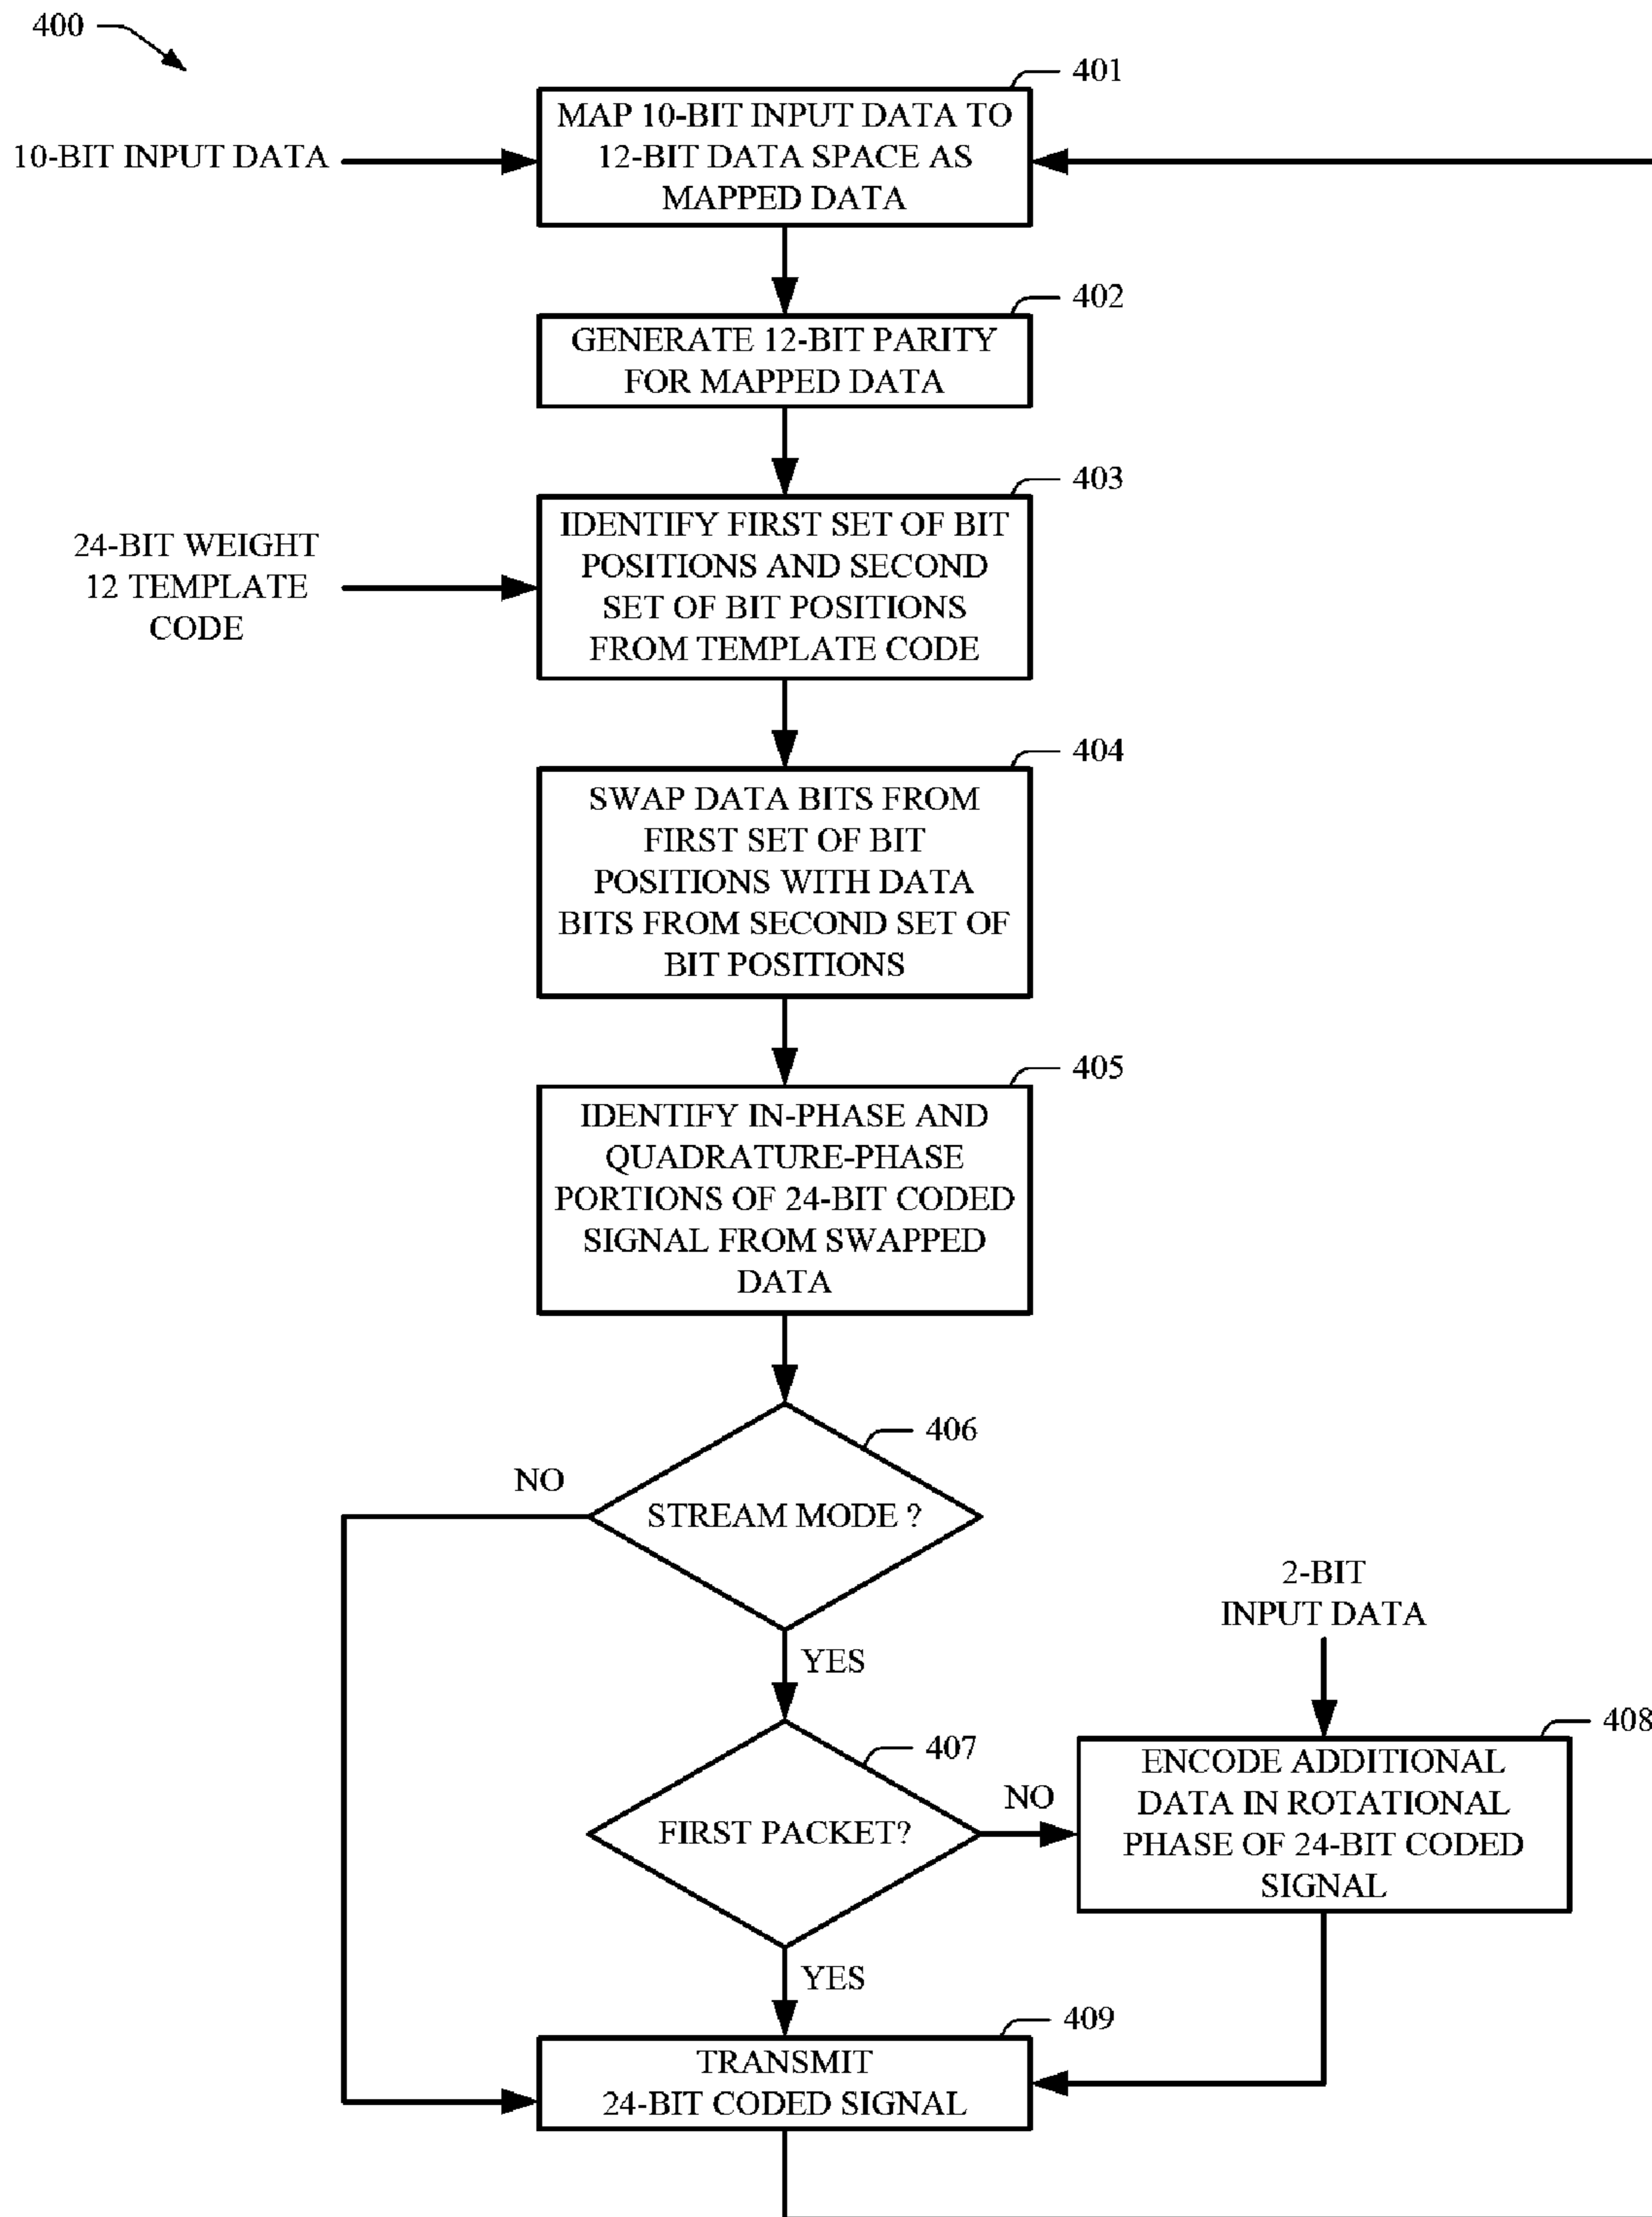 400
401
MAP 10-BIT INPUT DATA TO
12-BIT DATA SPACE AS
MAPPED DATA
10-BIT INPUT DATA
402
GENERATE 12-BIT PARITY
FOR MAPPED DATA
403
IDENTIFY FIRST SET OF BIT
POSITIONS AND SECOND
SET OF BIT POSITIONS
FROM TEMPLATE CODE
24-BIT WEIGHT
12 TEMPLATE
CODE
404
SWAP DATA BITS FROM
FIRST SET OF BIT
POSITIONS WITH DATA
BITS FROM SECOND SET OF
BIT POSITIONS
405
IDENTIFY IN-PHASE AND
QUADRATURE-PHASE
PORTIONS OF 24-BIT CODED
SIGNAL FROM SWAPPED
DATA
406
NO
STREAM MODE ?
YES
2-BIT
INPUT DATA
407
FIRST PACKET?
NO
408
ENCODE ADDITIONAL
DATA IN ROTATIONAL
PHASE OF 24-BIT CODED
SIGNAL
YES
409
TRANSMIT
24-BIT CODED SIGNAL